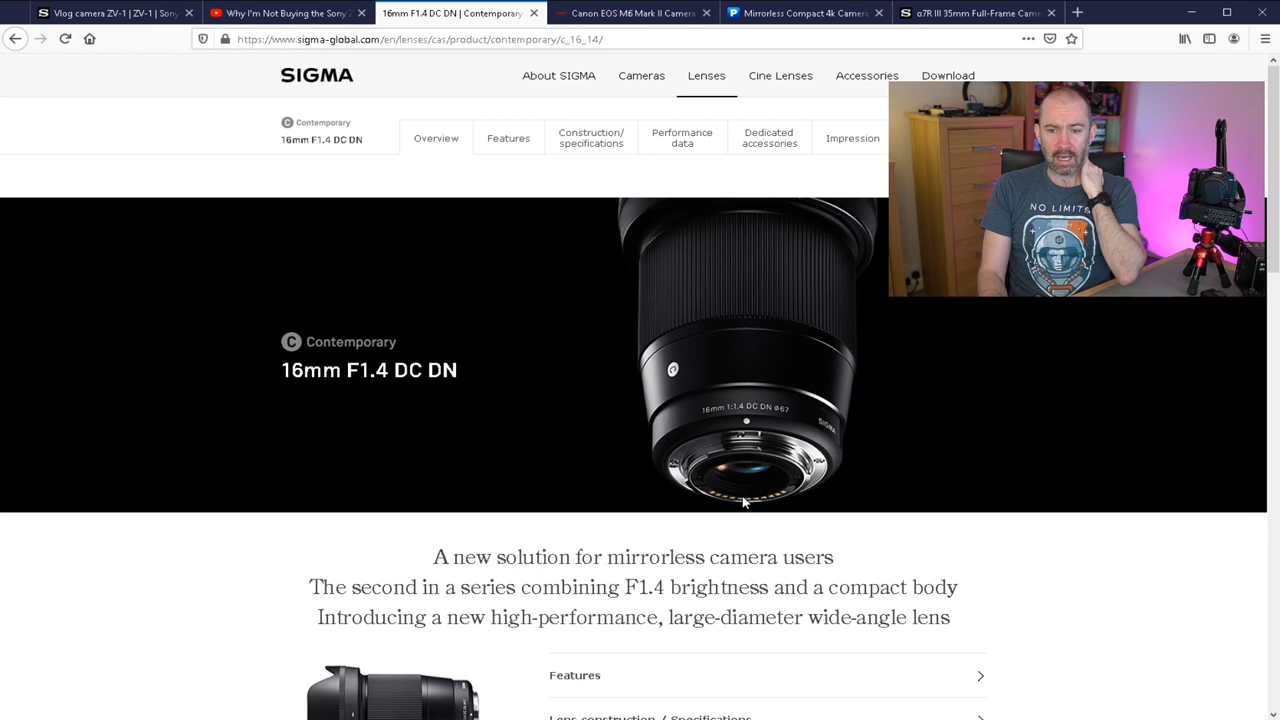 Vlog camera ZV-1 | ZV-1 | Sony
Why I'm Not Buying the Sony Z
16mm F1.4 DC DN | Contemporary
Canon EOS M6 Mark II Camera
Mirrorless Compact 4k Camera
α7R III 35mm Full-Frame Came
https://www.sigma-global.com/en/lenses/cas/product/contemporary/c_16_14/
SIGMA
About SIGMA
Cameras
Lenses
Cine Lenses
Accessories
Download
C Contemporary
16mm F1.4 DC DN
Overview
Features
Construction/
specifications
Performance
data
Dedicated
accessories
Impression
NO LIMITS
C Contemporary
16mm F1.4 DC DN
C
16mm 1:1.4 DC DN ⌀67
SIGMA
A new solution for mirrorless camera users
The second in a series combining F1.4 brightness and a compact body
Introducing a new high-performance, large-diameter wide-angle lens
Features
Lens construction / Specifications